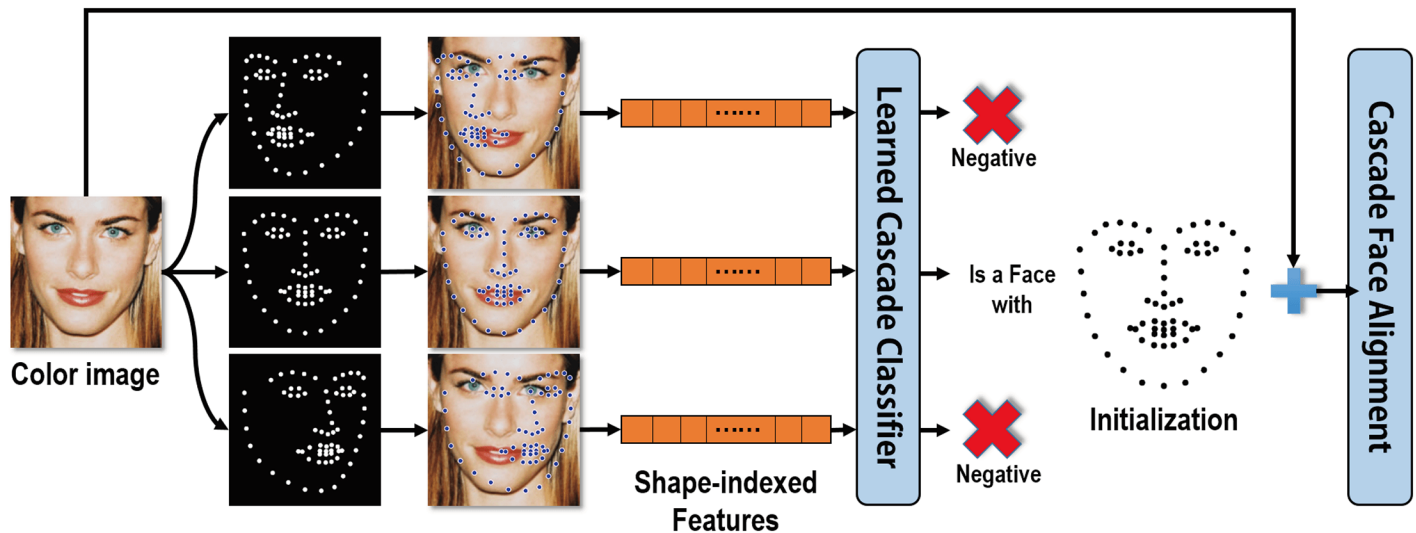 Color image
......
......
......
Shape-indexed
Features
Learned Cascade Classifier
Negative
Is a Face
with
Negative
Initialization
Cascade Face Alignment